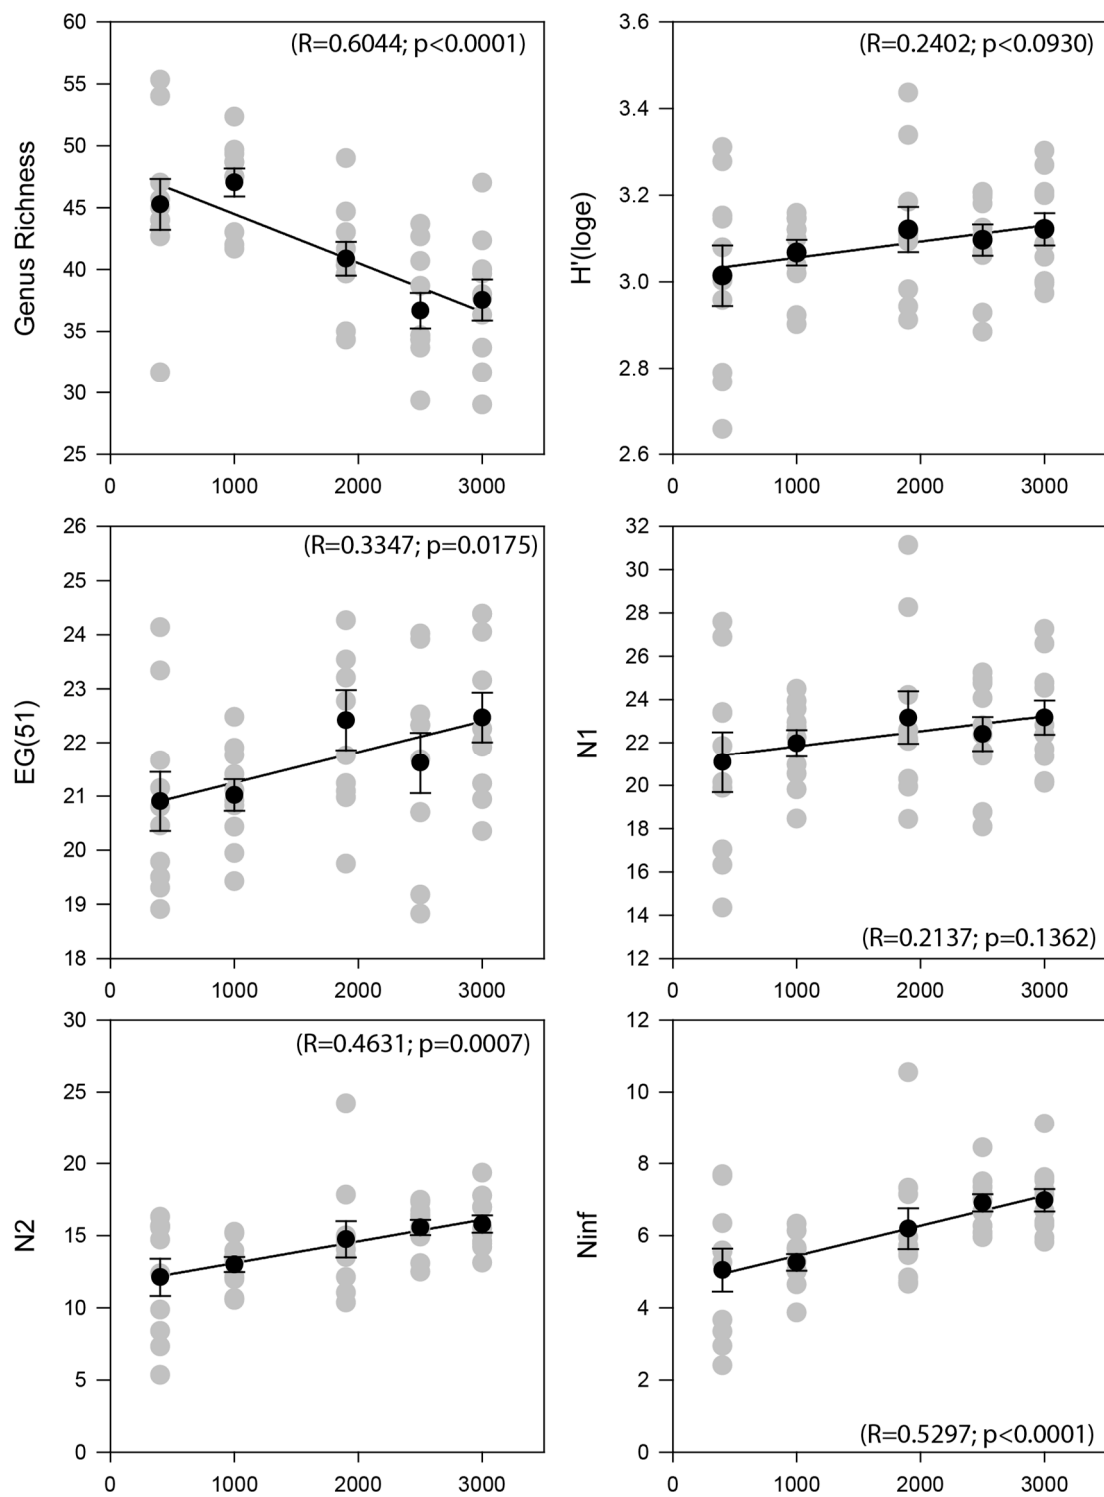 (R=0.6044; p<0.0001)
Genus Richness
60
55
50
45
40
35
30
25
0 1000 2000 3000
(R=0.2402; p<0.0930)
H'(loge)
3.6
3.4
3.2
3.0
2.8
2.6
0 1000 2000 3000
(R=0.3347; p=0.0175)
EG(51)
26
25
24
23
22
21
20
19
18
0 1000 2000 3000
N1
32
30
28
26
24
22
20
18
16
14
12
(R=0.2137; p=0.1362)
0 1000 2000 3000
(R=0.4631; p=0.0007)
N2
30
25
20
15
10
5
0
0 1000 2000 3000
Ninf
12
10
8
6
4
2
0
(R=0.5297; p<0.0001)
0 1000 2000 3000